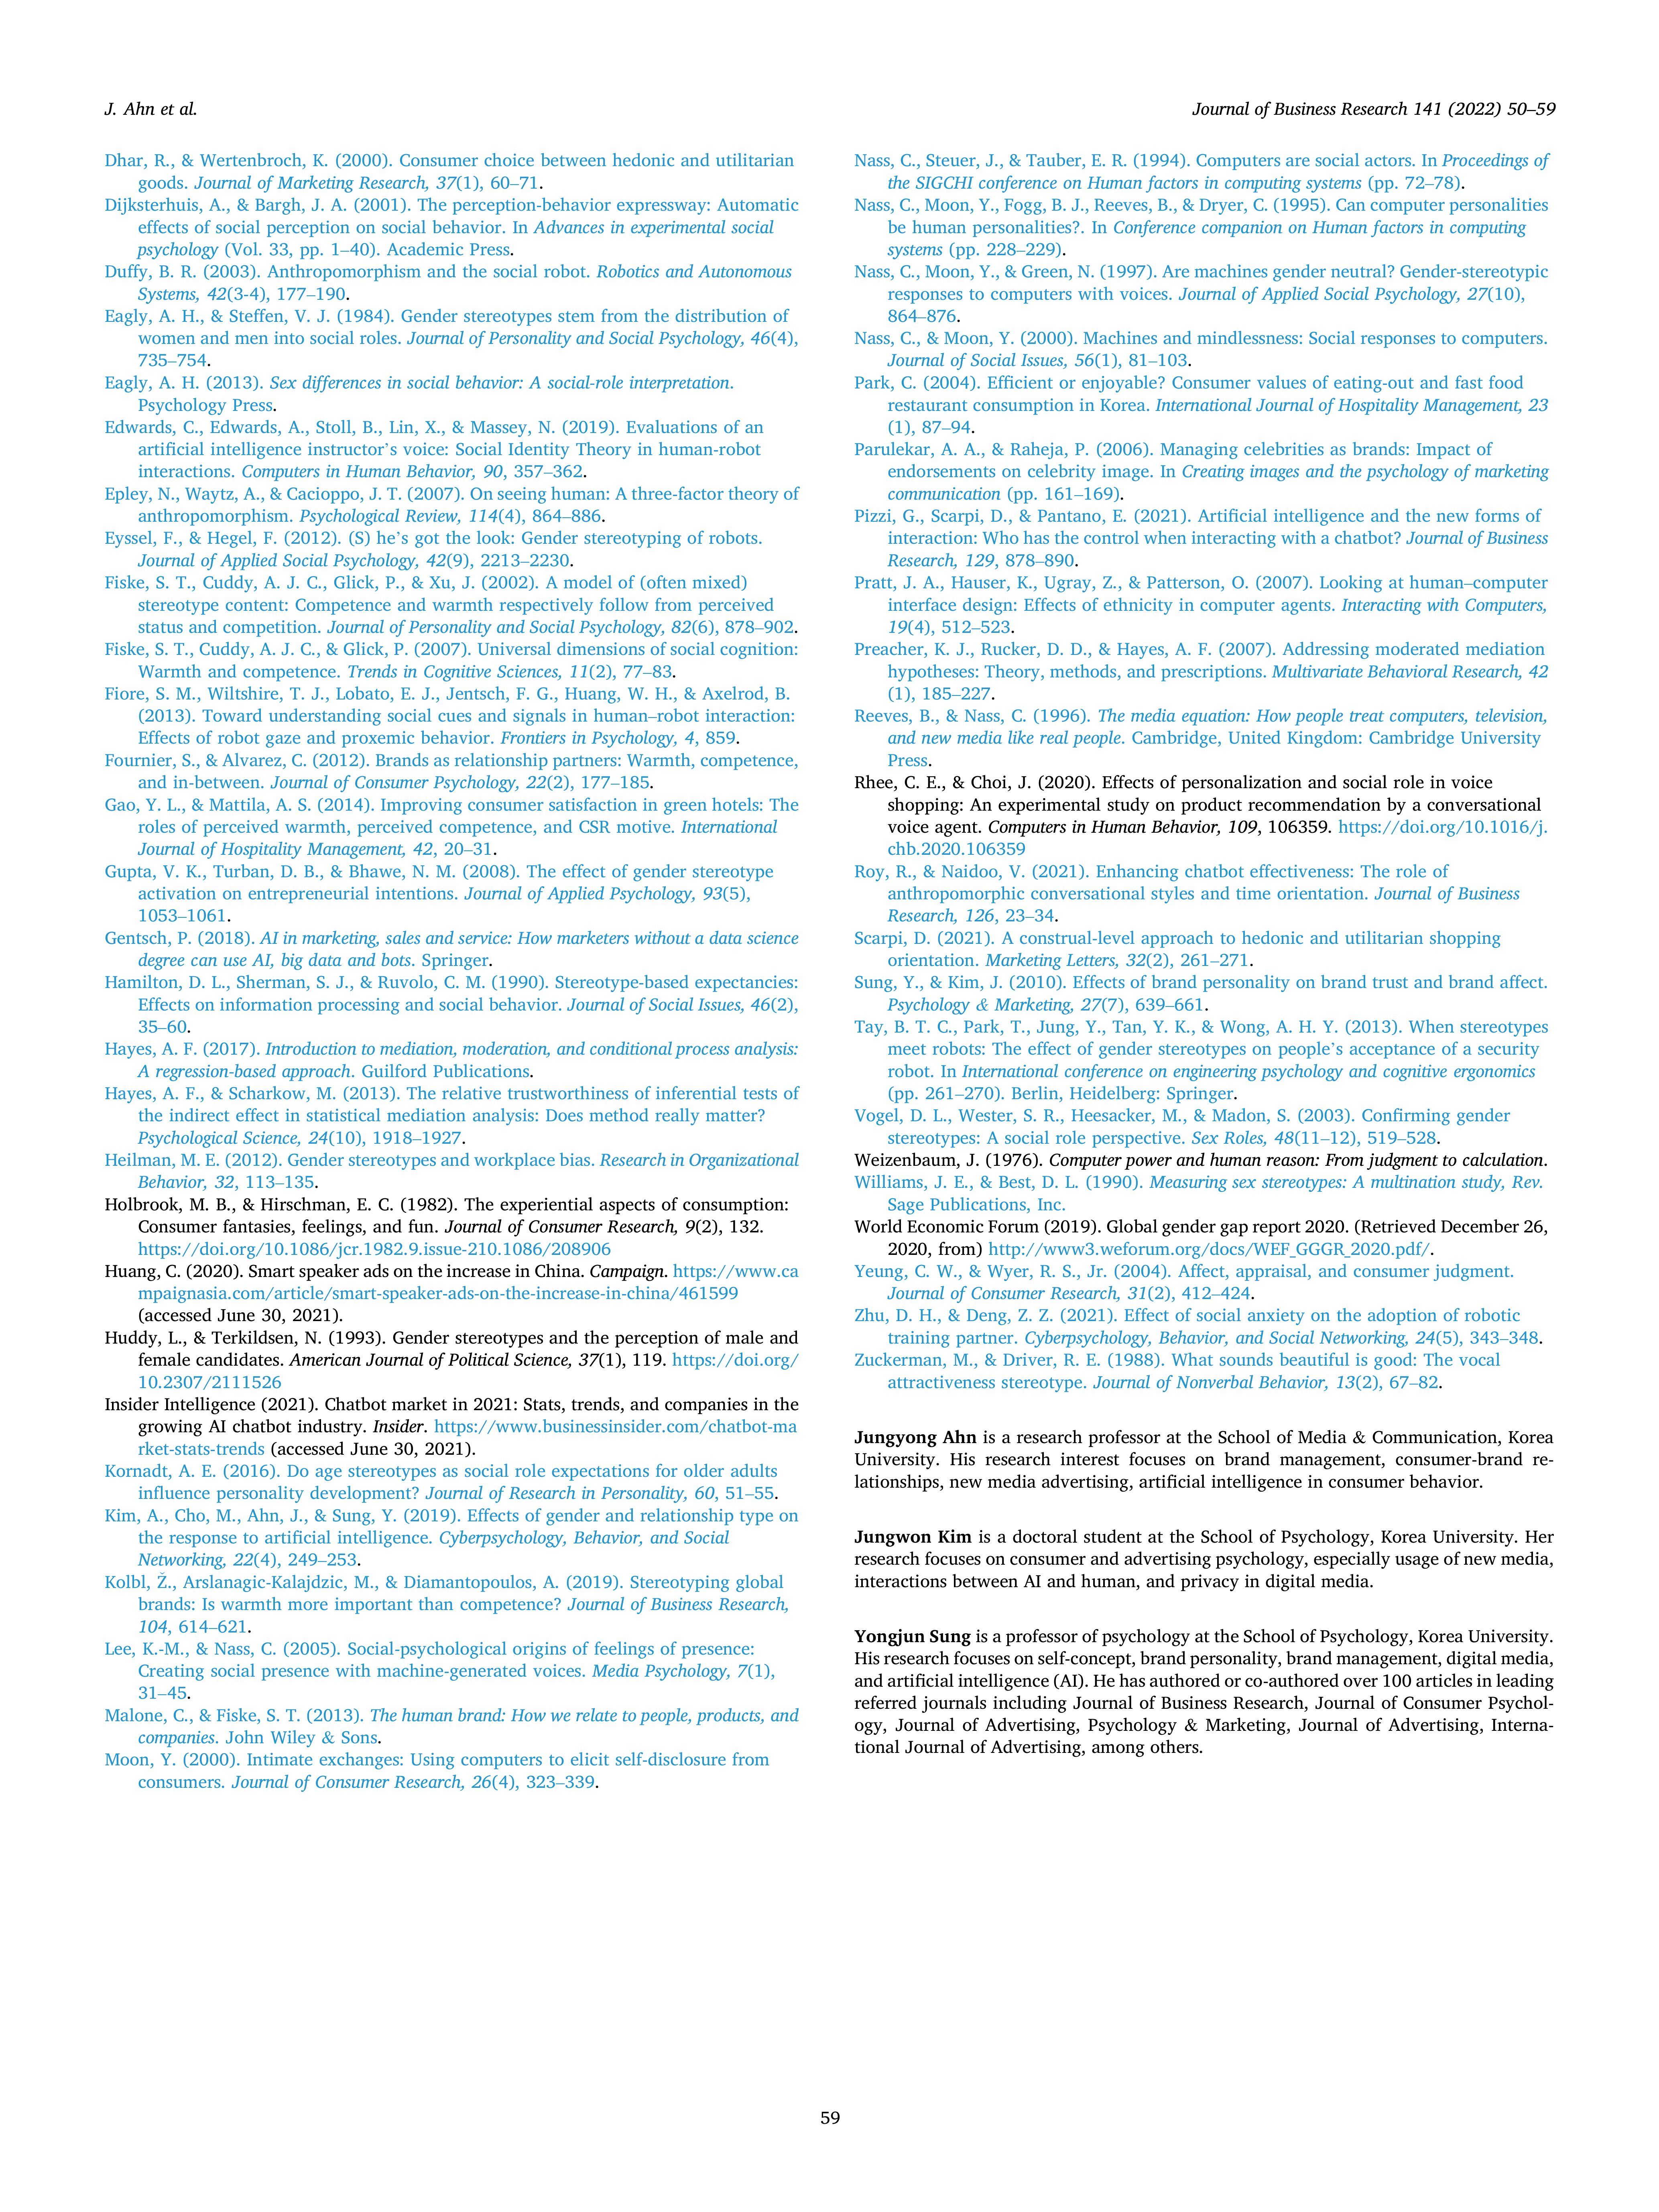 J. Ahn et al.
Journal of Business Research 141 (2022) 50–59
Dhar, R., & Wertenbroch, K. (2000). Consumer choice between hedonic and utilitarian
goods. Journal of Marketing Research, 37(1), 60–71.
Dijksterhuis, A., & Bargh, J. A. (2001). The perception-behavior expressway: Automatic
effects of social perception on social behavior. In Advances in experimental social
psychology (Vol. 33, pp. 1–40). Academic Press.
Duffy, B. R. (2003). Anthropomorphism and the social robot. Robotics and Autonomous
Systems, 42(3-4), 177–190.
Eagly, A. H., & Steffen, V. J. (1984). Gender stereotypes stem from the distribution of
women and men into social roles. Journal of Personality and Social Psychology, 46(4),
735–754.
Eagly, A. H. (2013). Sex differences in social behavior: A social-role interpretation.
Psychology Press.
Edwards, C., Edwards, A., Stoll, B., Lin, X., & Massey, N. (2019). Evaluations of an
artificial intelligence instructor's voice: Social Identity Theory in human-robot
interactions. Computers in Human Behavior, 90, 357–362.
Epley, N., Waytz, A., & Cacioppo, J. T. (2007). On seeing human: A three-factor theory of
anthropomorphism. Psychological Review, 114(4), 864–886.
Eyssel, F., & Hegel, F. (2012). (S) he's got the look: Gender stereotyping of robots.
Journal of Applied Social Psychology, 42(9), 2213–2230.
Fiske, S. T., Cuddy, A. J. C., Glick, P., & Xu, J. (2002). A model of (often mixed)
stereotype content: Competence and warmth respectively follow from perceived
status and competition. Journal of Personality and Social Psychology, 82(6), 878–902.
Fiske, S. T., Cuddy, A. J. C., & Glick, P. (2007). Universal dimensions of social cognition:
Warmth and competence. Trends in Cognitive Sciences, 11(2), 77–83.
Fiore, S. M., Wiltshire, T. J., Lobato, E. J., Jentsch, F. G., Huang, W. H., & Axelrod, B.
(2013). Toward understanding social cues and signals in human–robot interaction:
Effects of robot gaze and proxemic behavior. Frontiers in Psychology, 4, 859.
Fournier, S., & Alvarez, C. (2012). Brands as relationship partners: Warmth, competence,
and in-between. Journal of Consumer Psychology, 22(2), 177–185.
Gao, Y. L., & Mattila, A. S. (2014). Improving consumer satisfaction in green hotels: The
roles of perceived warmth, perceived competence, and CSR motive. International
Journal of Hospitality Management, 42, 20–31.
Gupta, V. K., Turban, D. B., & Bhawe, N. M. (2008). The effect of gender stereotype
activation on entrepreneurial intentions. Journal of Applied Psychology, 93(5),
1053–1061.
Gentsch, P. (2018). AI in marketing, sales and service: How marketers without a data science
degree can use AI, big data and bots. Springer.
Hamilton, D. L., Sherman, S. J., & Ruvolo, C. M. (1990). Stereotype-based expectancies:
Effects on information processing and social behavior. Journal of Social Issues, 46(2),
35–60.
Hayes, A. F. (2017). Introduction to mediation, moderation, and conditional process analysis:
A regression-based approach. Guilford Publications.
Hayes, A. F., & Scharkow, M. (2013). The relative trustworthiness of inferential tests of
the indirect effect in statistical mediation analysis: Does method really matter?
Psychological Science, 24(10), 1918–1927.
Heilman, M. E. (2012). Gender stereotypes and workplace bias. Research in Organizational
Behavior, 32, 113–135.
Holbrook, M. B., & Hirschman, E. C. (1982). The experiential aspects of consumption:
Consumer fantasies, feelings, and fun. Journal of Consumer Research, 9(2), 132.
https://doi.org/10.1086/jcr.1982.9.issue-210.1086/208906
Huang, C. (2020). Smart speaker ads on the increase in China. Campaign. https://www.ca
mpaignasia.com/article/smart-speaker-ads-on-the-increase-in-china/461599
(accessed June 30, 2021).
Huddy, L., & Terkildsen, N. (1993). Gender stereotypes and the perception of male and
female candidates. American Journal of Political Science, 37(1), 119. https://doi.org/
10.2307/2111526
Insider Intelligence (2021). Chatbot market in 2021: Stats, trends, and companies in the
growing AI chatbot industry. Insider. https://www.businessinsider.com/chatbot-ma
rket-stats-trends (accessed June 30, 2021).
Kornadt, A. E. (2016). Do age stereotypes as social role expectations for older adults
influence personality development? Journal of Research in Personality, 60, 51–55.
Kim, A., Cho, M., Ahn, J., & Sung, Y. (2019). Effects of gender and relationship type on
the response to artificial intelligence. Cyberpsychology, Behavior, and Social
Networking, 22(4), 249–253.
Kolbl, Ž., Arslanagic-Kalajdzic, M., & Diamantopoulos, A. (2019). Stereotyping global
brands: Is warmth more important than competence? Journal of Business Research,
104, 614–621.
Lee, K.-M., & Nass, C. (2005). Social-psychological origins of feelings of presence:
Creating social presence with machine-generated voices. Media Psychology, 7(1),
31–45.
Malone, C., & Fiske, S. T. (2013). The human brand: How we relate to people, products, and
companies. John Wiley & Sons.
Moon, Y. (2000). Intimate exchanges: Using computers to elicit self-disclosure from
consumers. Journal of Consumer Research, 26(4), 323–339.
Nass, C., Steuer, J., & Tauber, E. R. (1994). Computers are social actors. In Proceedings of
the SIGCHI conference on Human factors in computing systems (pp. 72–78).
Nass, C., Moon, Y., Fogg, B. J., Reeves, B., & Dryer, C. (1995). Can computer personalities
be human personalities?. In Conference companion on Human factors in computing
systems (pp. 228–229).
Nass, C., Moon, Y., & Green, N. (1997). Are machines gender neutral? Gender-stereotypic
responses to computers with voices. Journal of Applied Social Psychology, 27(10),
864–876.
Nass, C., & Moon, Y. (2000). Machines and mindlessness: Social responses to computers.
Journal of Social Issues, 56(1), 81–103.
Park, C. (2004). Efficient or enjoyable? Consumer values of eating-out and fast food
restaurant consumption in Korea. International Journal of Hospitality Management, 23
(1), 87–94.
Parulekar, A. A., & Raheja, P. (2006). Managing celebrities as brands: Impact of
endorsements on celebrity image. In Creating images and the psychology of marketing
communication (pp. 161–169).
Pizzi, G., Scarpi, D., & Pantano, E. (2021). Artificial intelligence and the new forms of
interaction: Who has the control when interacting with a chatbot? Journal of Business
Research, 129, 878–890.
Pratt, J. A., Hauser, K., Ugray, Z., & Patterson, O. (2007). Looking at human–computer
interface design: Effects of ethnicity in computer agents. Interacting with Computers,
19(4), 512–523.
Preacher, K. J., Rucker, D. D., & Hayes, A. F. (2007). Addressing moderated mediation
hypotheses: Theory, methods, and prescriptions. Multivariate Behavioral Research, 42
(1), 185–227.
Reeves, B., & Nass, C. (1996). The media equation: How people treat computers, television,
and new media like real people. Cambridge, United Kingdom: Cambridge University
Press.
Rhee, C. E., & Choi, J. (2020). Effects of personalization and social role in voice
shopping: An experimental study on product recommendation by a conversational
voice agent. Computers in Human Behavior, 109, 106359. https://doi.org/10.1016/j.
chb.2020.106359
Roy, R., & Naidoo, V. (2021). Enhancing chatbot effectiveness: The role of
anthropomorphic conversational styles and time orientation. Journal of Business
Research, 126, 23–34.
Scarpi, D. (2021). A construal-level approach to hedonic and utilitarian shopping
orientation. Marketing Letters, 32(2), 261–271.
Sung, Y., & Kim, J. (2010). Effects of brand personality on brand trust and brand affect.
Psychology & Marketing, 27(7), 639–661.
Tay, B. T. C., Park, T., Jung, Y., Tan, Y. K., & Wong, A. H. Y. (2013). When stereotypes
meet robots: The effect of gender stereotypes on people's acceptance of a security
robot. In International conference on engineering psychology and cognitive ergonomics
(pp. 261–270). Berlin, Heidelberg: Springer.
Vogel, D. L., Wester, S. R., Heesacker, M., & Madon, S. (2003). Confirming gender
stereotypes: A social role perspective. Sex Roles, 48(11–12), 519–528.
Weizenbaum, J. (1976). Computer power and human reason: From judgment to calculation.
Williams, J. E., & Best, D. L. (1990). Measuring sex stereotypes: A multination study, Rev.
Sage Publications, Inc.
World Economic Forum (2019). Global gender gap report 2020. (Retrieved December 26,
2020, from) http://www3.weforum.org/docs/WEF_GGGR_2020.pdf/.
Yeung, C. W., & Wyer, R. S., Jr. (2004). Affect, appraisal, and consumer judgment.
Journal of Consumer Research, 31(2), 412–424.
Zhu, D. H., & Deng, Z. Z. (2021). Effect of social anxiety on the adoption of robotic
training partner. Cyberpsychology, Behavior, and Social Networking, 24(5), 343–348.
Zuckerman, M., & Driver, R. E. (1988). What sounds beautiful is good: The vocal
attractiveness stereotype. Journal of Nonverbal Behavior, 13(2), 67–82.
Jungyong Ahn is a research professor at the School of Media & Communication, Korea
University. His research interest focuses on brand management, consumer-brand re-
lationships, new media advertising, artificial intelligence in consumer behavior.
Jungwon Kim is a doctoral student at the School of Psychology, Korea University. Her
research focuses on consumer and advertising psychology, especially usage of new media,
interactions between AI and human, and privacy in digital media.
Yongjun Sung is a professor of psychology at the School of Psychology, Korea University.
His research focuses on self-concept, brand personality, brand management, digital media,
and artificial intelligence (AI). He has authored or co-authored over 100 articles in leading
referred journals including Journal of Business Research, Journal of Consumer Psychol-
ogy, Journal of Advertising, Psychology & Marketing, Journal of Advertising, Interna-
tional Journal of Advertising, among others.
59